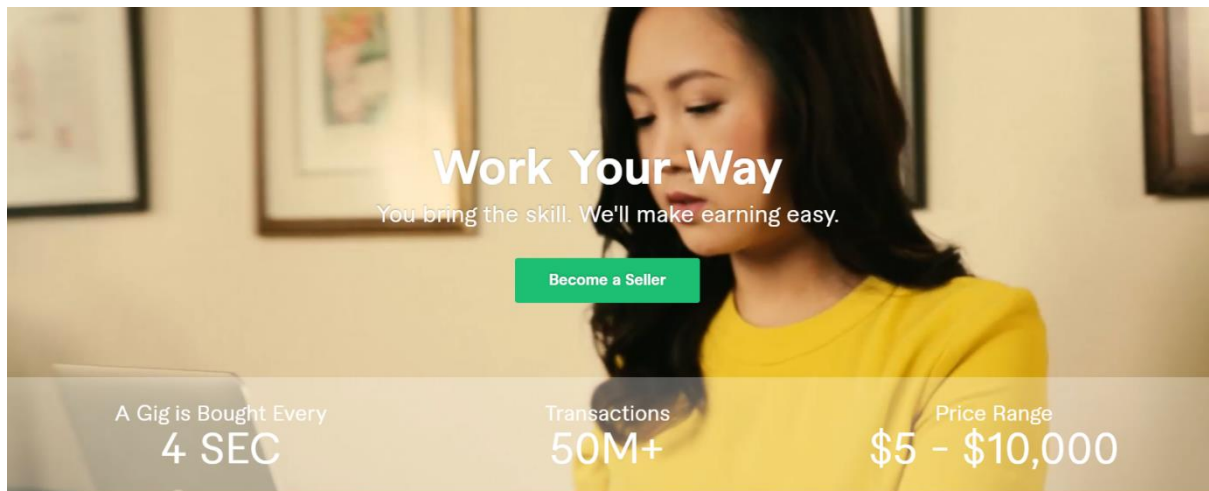 Work Your Way
You bring the skill. We'll make earning easy.
Become a Seller
A Gig is Bought Every
4 SEC
Transactions
50M+
Price Range
$5 - $10,000